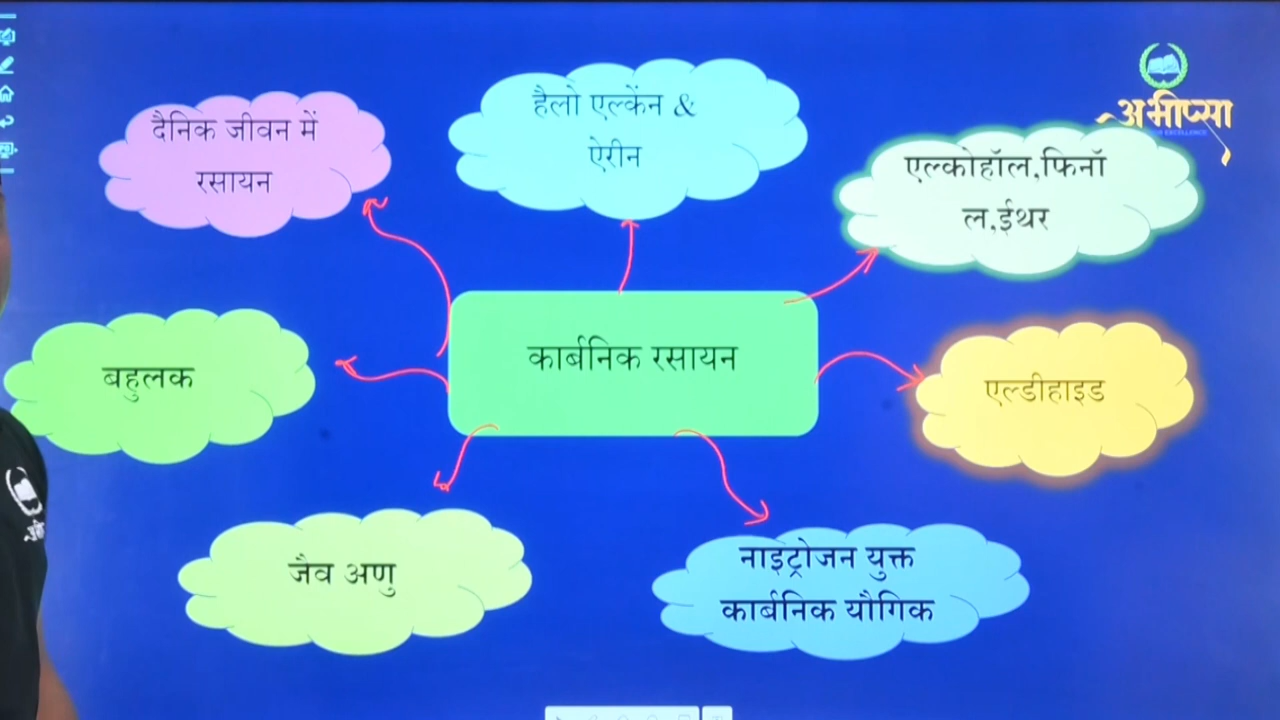 दैनिक जीवन में
रसायन
हैलो एल्केन &
ऐरीन
अभीप्सा
एल्कोहॉल,फिनॉ
ल,ईथर
कार्बनिक रसायन
बहुलक
एल्डीहाइड
जैव अणु
नाइट्रोजन युक्त
कार्बनिक यौगिक